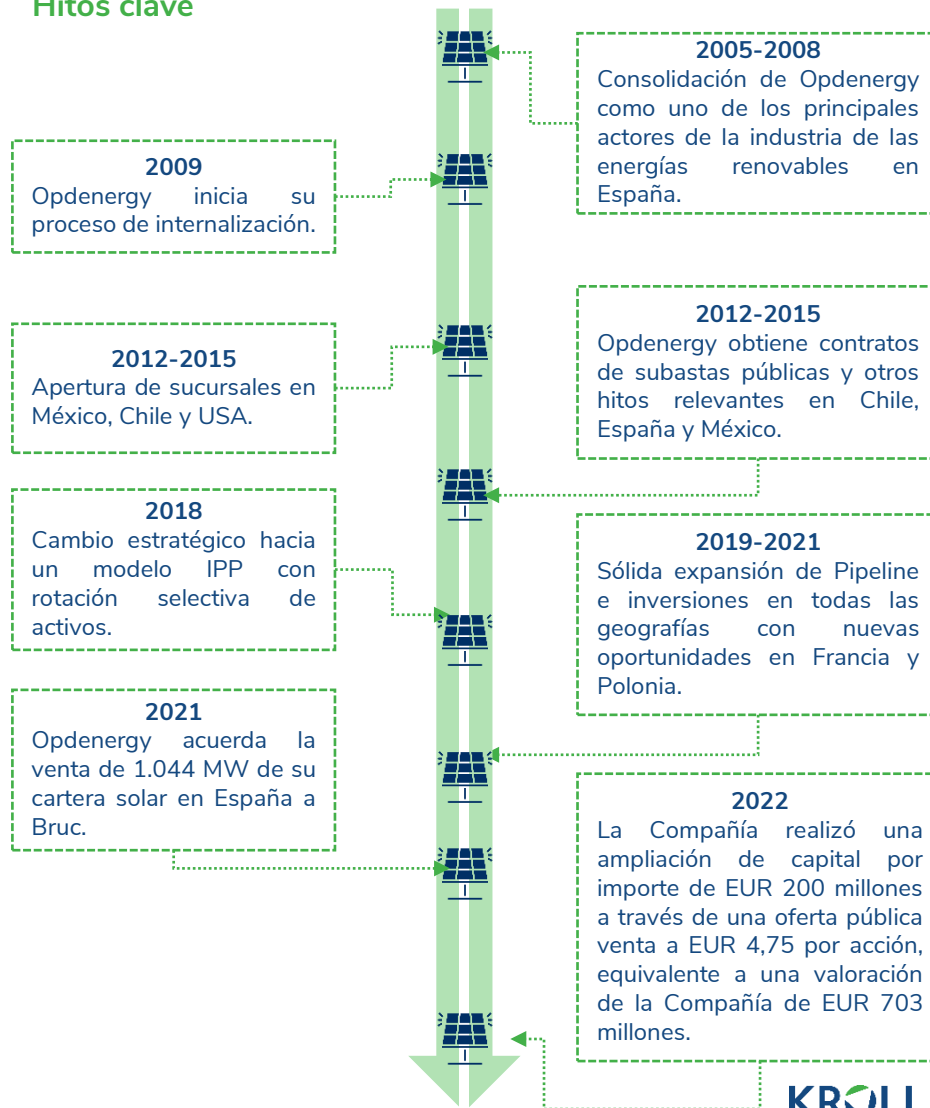 Hitos clave
2005-2008
Consolidación de Opdenergy
como uno de los principales
actores de la industria de las
energías renovables en
España.
2009
Opdenergy inicia su
proceso de internalización.
2012-2015
Apertura de sucursales en
México, Chile y USA.
2012-2015
Opdenergy obtiene contratos
de subastas públicas y otros
hitos relevantes en Chile,
España y México.
2018
Cambio estratégico hacia
un modelo IPP con
rotación selectiva de
activos.
2019-2021
Sólida expansión de Pipeline
e inversiones en todas las
geografías con nuevas
oportunidades en Francia y
Polonia.
2021
Opdenergy acuerda la
venta de 1.044 MW de su
cartera solar en España a
Bruc.
2022
La Compañía realizó una
ampliación de capital por
importe de EUR 200 millones
a través de una oferta pública
venta a EUR 4,75 por acción,
equivalente a una valoración
de la Compañía de EUR 703
millones.
KROLL